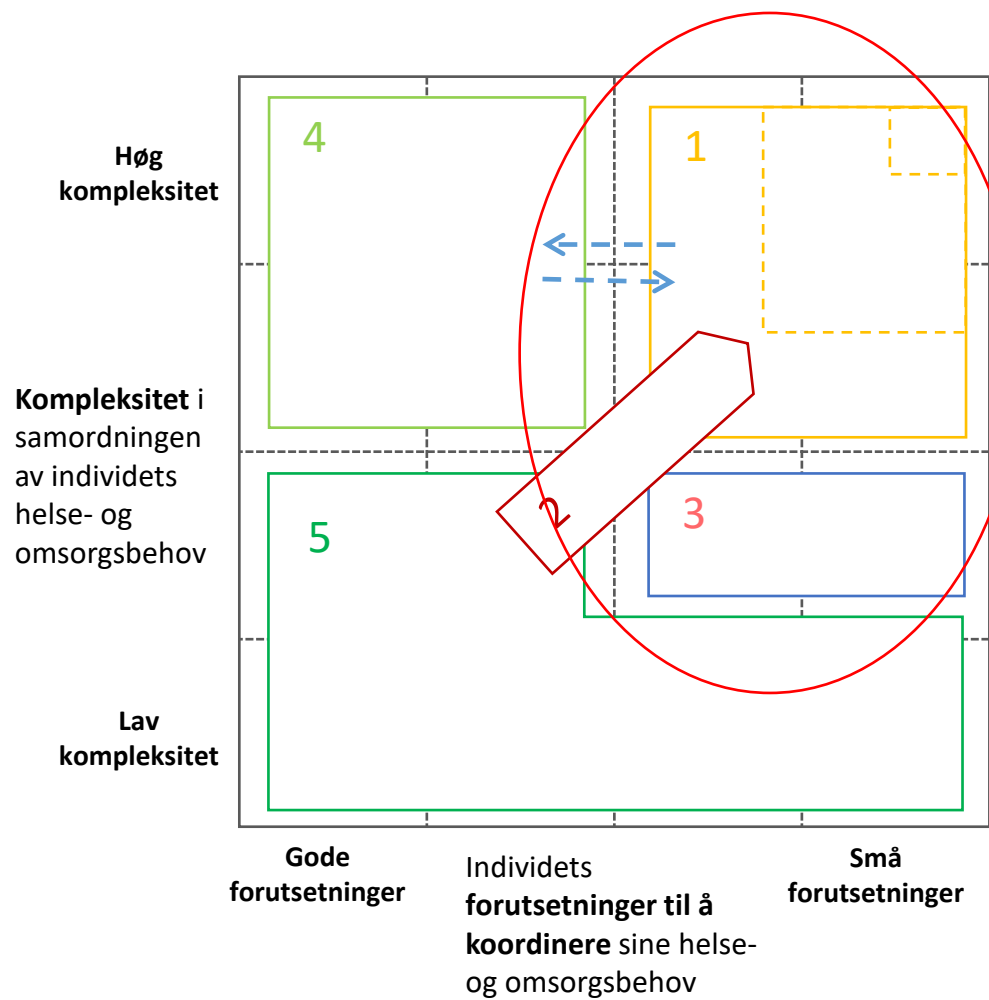 4
1
Høg
kompleksitet
Kompleksitet i
samordningen
av individets
helse- og
omsorgsbehov
2
3
5
Lav
kompleksitet
Gode
forutsetninger
Individets
forutsetninger til å
koordinere sine helse-
og omsorgsbehov
Små
forutsetninger